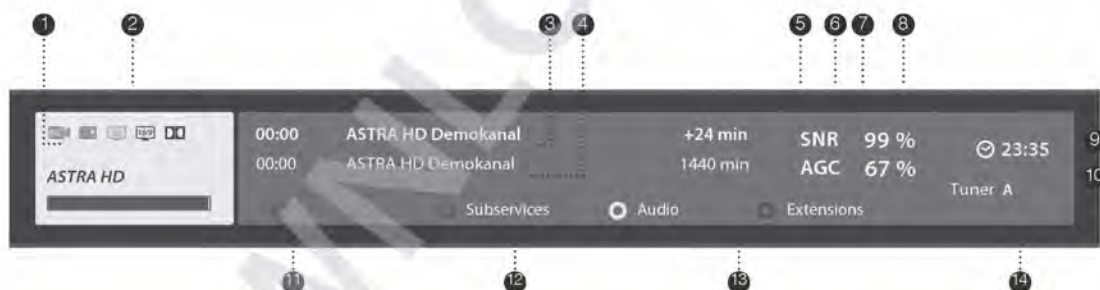 1 2 3 4 5 6 7 8
16:9
00:00 ASTRA HD Demokanal +24 min
00:00 ASTRA HD Demokanal 1440 min
SNR 99 %
AGC 67 %
23:35
9
10
ASTRA HD
Tuner A
Subservices Audio Extensions
11 12 13 14